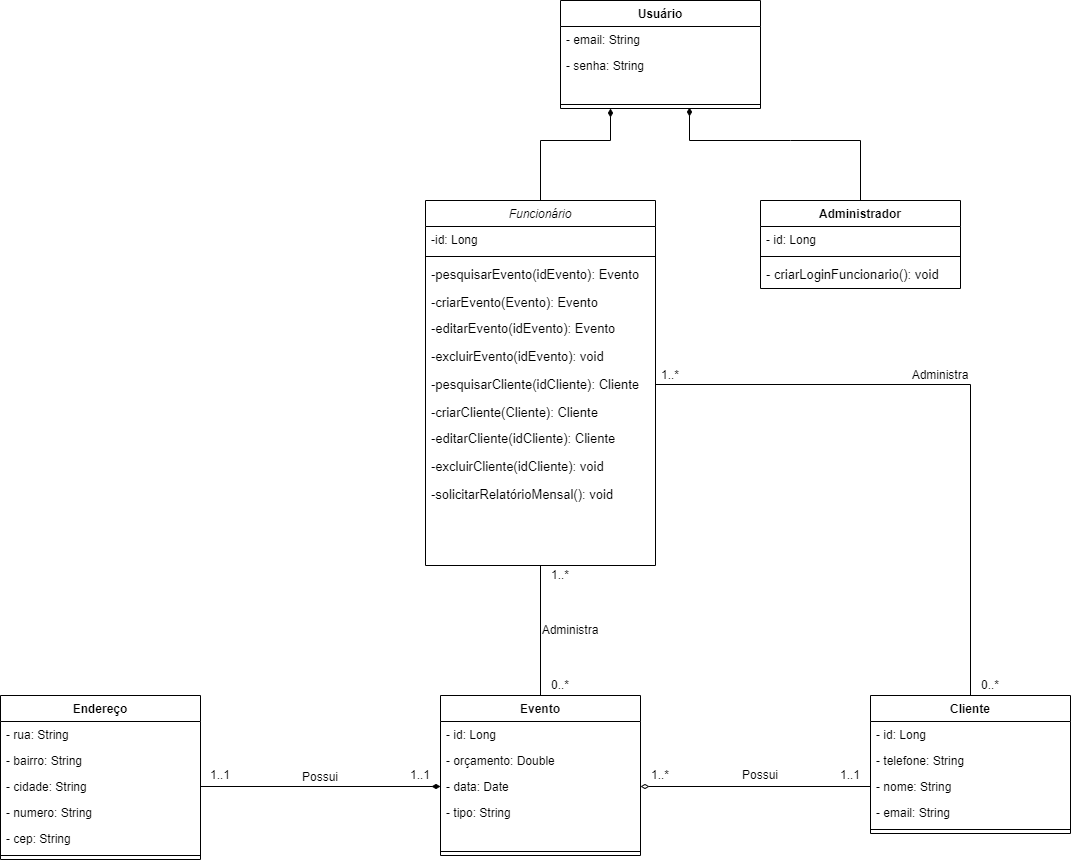 Usuário
- email: String
- senha: String
Funcionário
-id: Long
-pesquisarEvento(idEvento): Evento
-criarEvento(Evento): Evento
-editarEvento(idEvento): Evento
-excluirEvento(idEvento): void
-pesquisarCliente(idCliente): Cliente
-criarCliente(Cliente): Cliente
-editarCliente(idCliente): Cliente
-excluirCliente(idCliente): void
-solicitarRelatórioMensal(): void
Administrador
- id: Long
- criarLoginFuncionario(): void
1..*
Administra
0..*
1..*
Administra
0..*
Endereço
- rua: String
- bairro: String
- cidade: String
- numero: String
- cep: String
1..1
Possui
1..1
Evento
- id: Long
- orçamento: Double
- data: Date
- tipo: String
1..*
Possui
1..1
Cliente
- id: Long
- telefone: String
- nome: String
- email: String